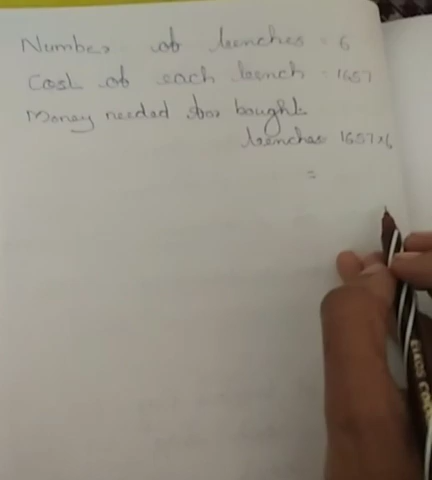 Number of benches = 6
Cost of each bench = 1657
Money needed for bought
benches 1657×6
=